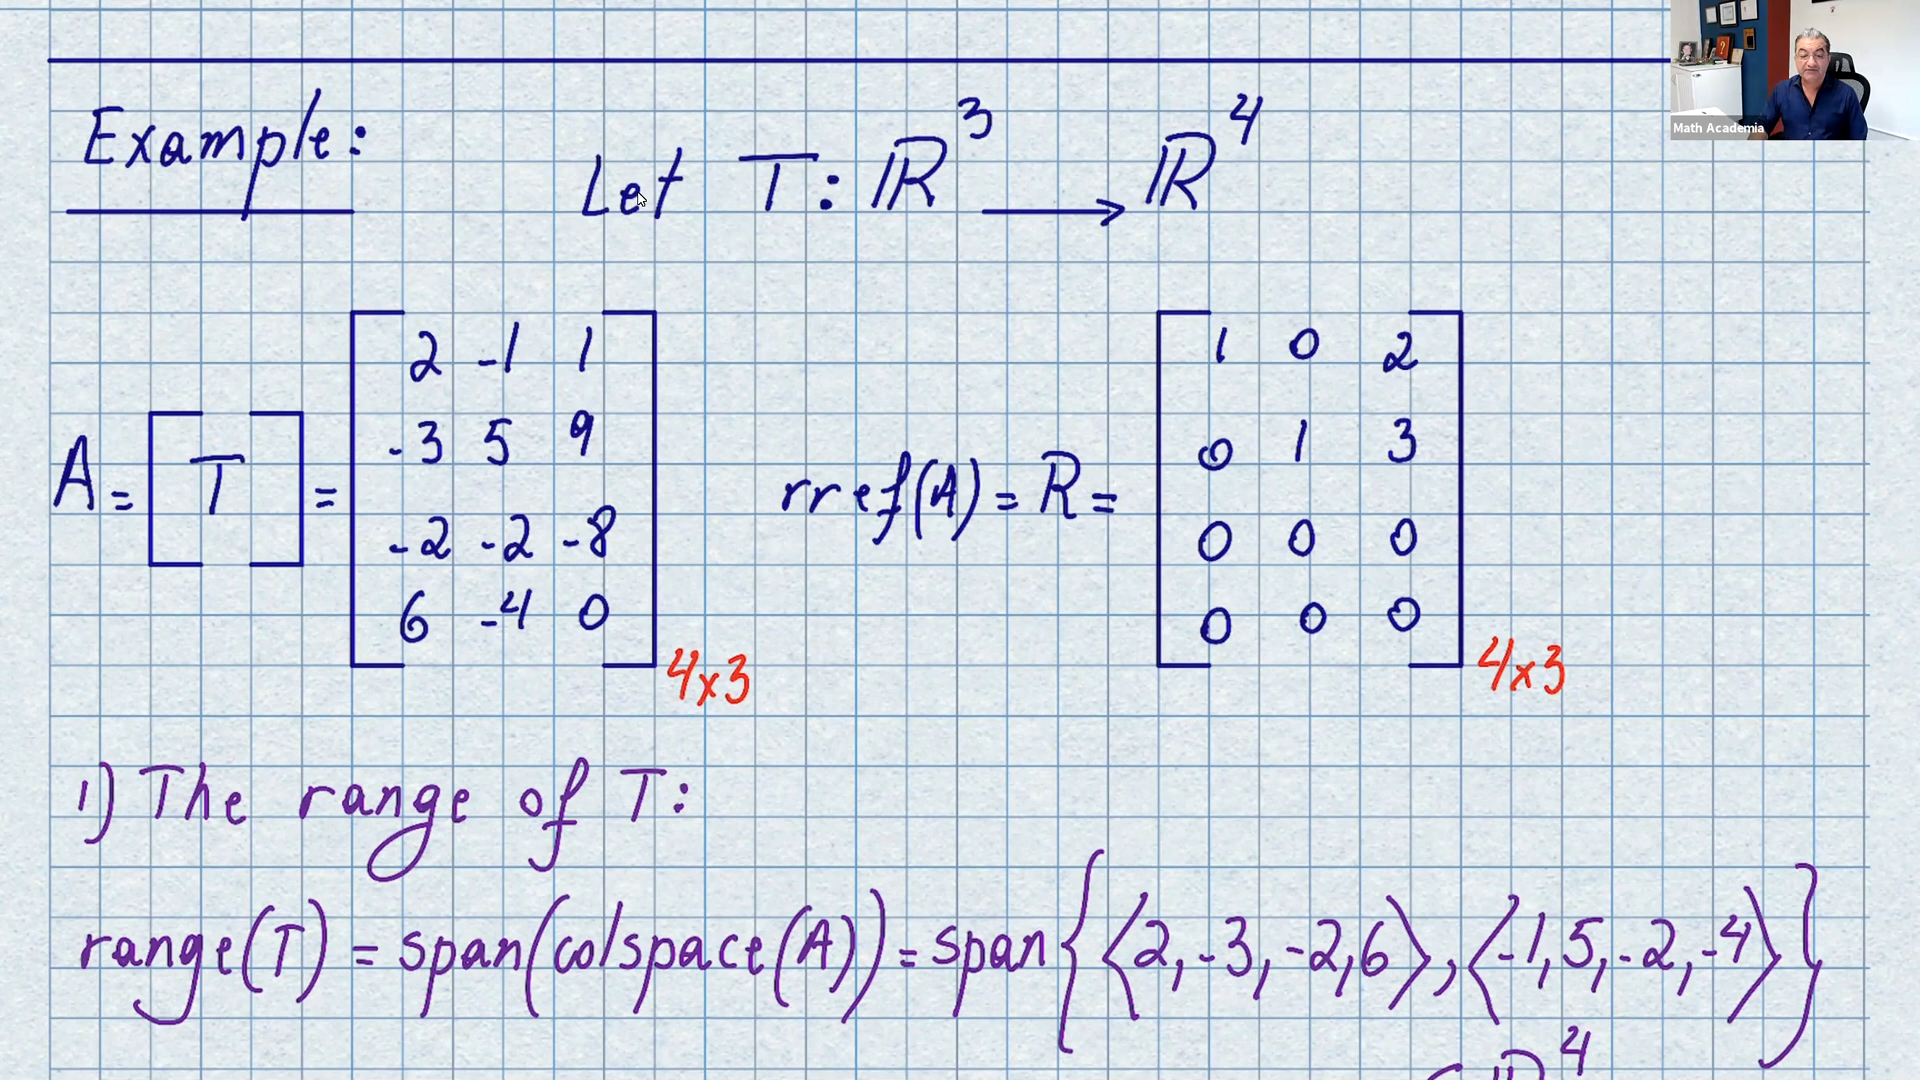 Math Academia
Example:
Let T: ℝ³ ⟶ ℝ⁴
A = [T] =
2 -1 1
-3 5 9
-2 -2 -8
6 -4 0
4x3
rref(A) = R =
1 0 2
0 1 3
0 0 0
0 0 0
4x3
1) The range of T:
range(T) = span(colspace(A)) = span{⟨2, -3, -2, 6⟩, ⟨-1, 5, -2, -4⟩}